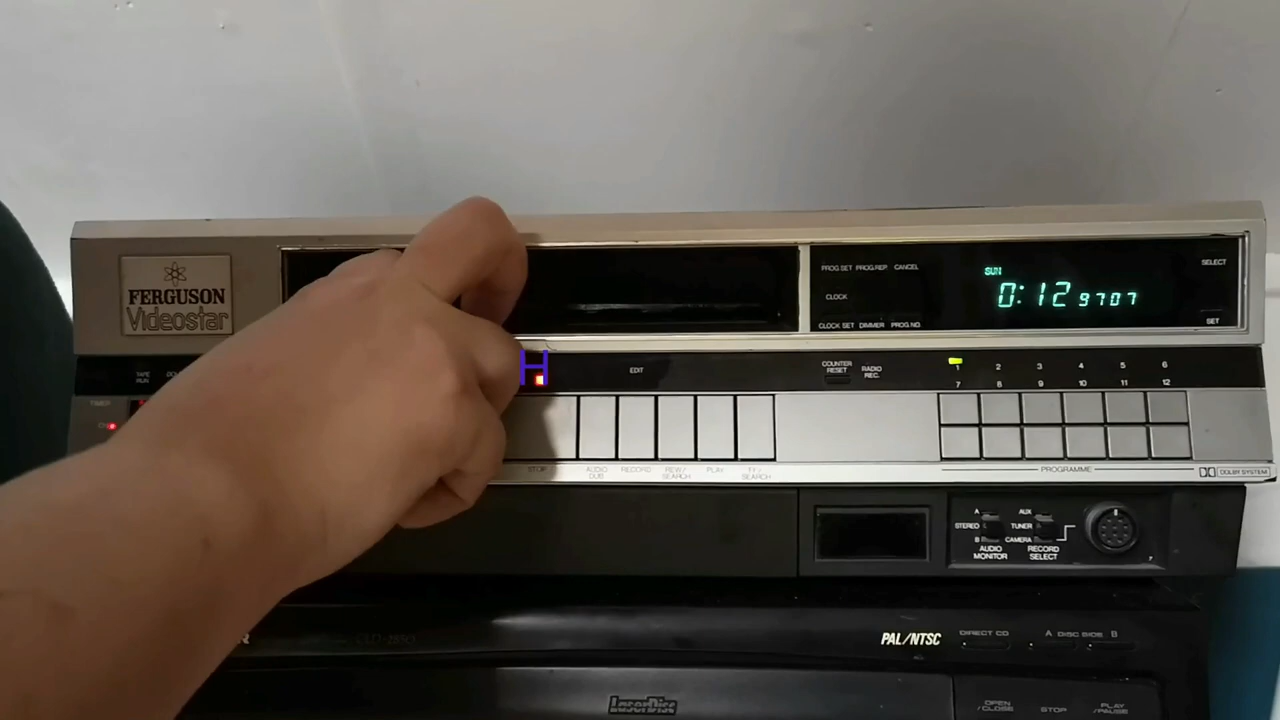 FERGUSON
Videostar
PROG.SET PROG.REP. CANCEL
CLOCK
CLOCK SET DIMMER PROG.NO.
SUN
0:12 9707
SELECT
SET
H
TAPE
RUN
EDIT
COUNTER
RESET
RADIO
REC.
1 2 3 4 5 6
7 8 9 10 11 12
TIMER
STOP
AUDIO
DUB
RECORD
REW/
SEARCH
PLAY
FF/
SEARCH
PROGRAMME
DOLBY SYSTEM
A
STEREO
B
AUDIO
MONITOR
AUX
TUNER
CAMERA
RECORD
SELECT
PAL/NTSC
DIRECT CD
A DISC SIDE B
LaserDisc
OPEN
/CLOSE
STOP
PLAY
/PAUSE